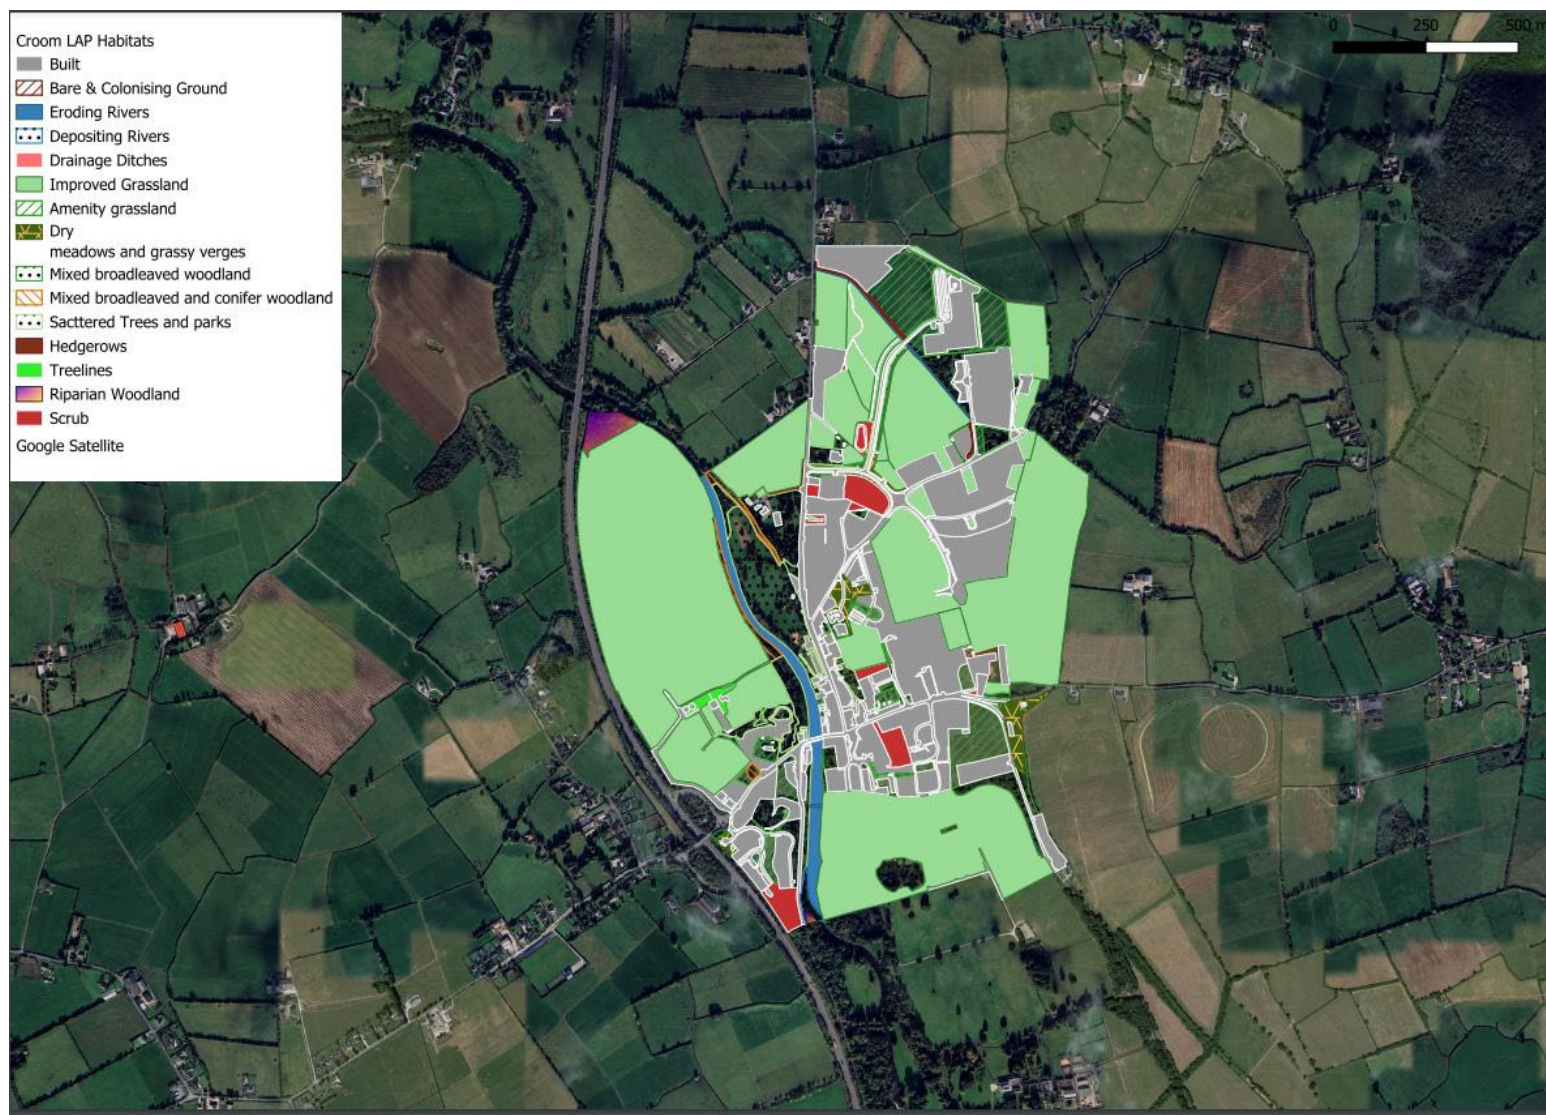 Croom LAP Habitats
Built
Bare & Colonising Ground
Eroding Rivers
Depositing Rivers
Drainage Ditches
Improved Grassland
Amenity grassland
Dry
meadows and grassy verges
Mixed broadleaved woodland
Mixed broadleaved and conifer woodland
Sacttered Trees and parks
Hedgerows
Treelines
Riparian Woodland
Scrub
Google Satellite
0 250 500 m